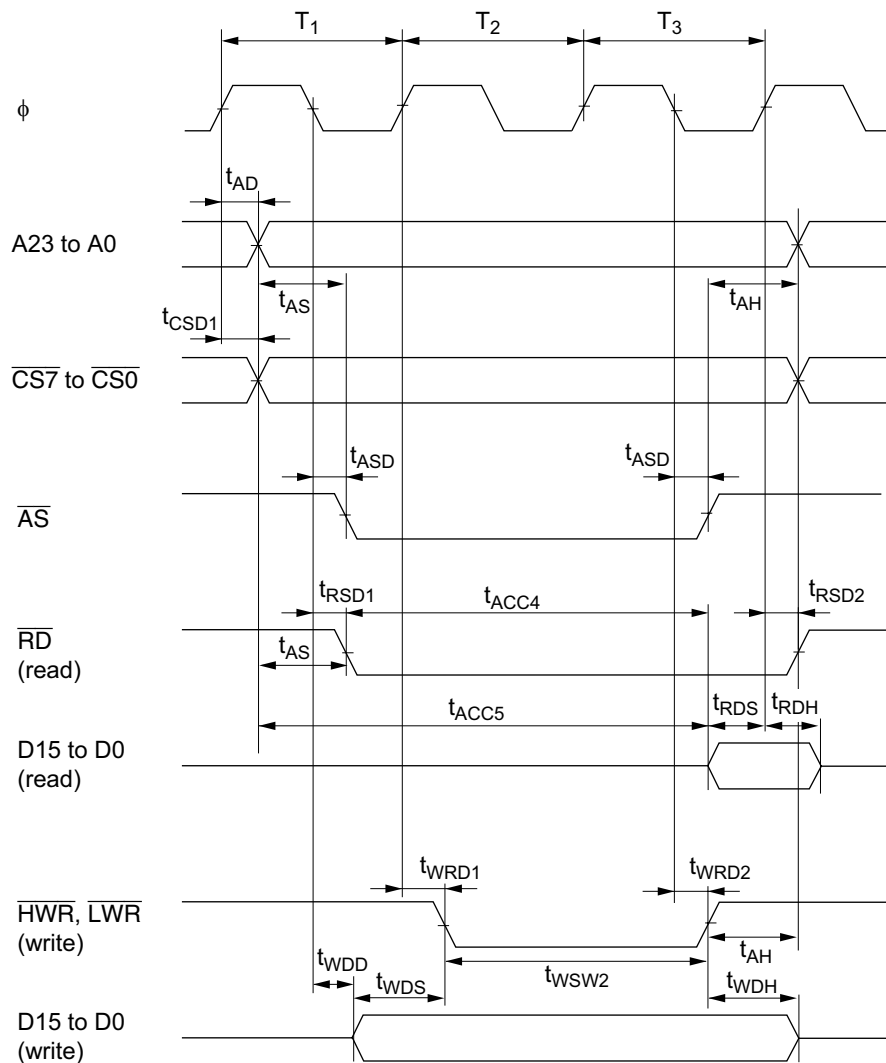 T1 T2 T3
φ
tAD
A23 to A0
tAS tAH
tCSD1
CS7 to CS0
tASD tASD
AS
tRSD1 tACC4 tRSD2
RD
(read)
tAS
tACC5 tRDS tRDH
D15 to D0
(read)
tWRD1 tWRD2
HWR, LWR
(write)
tAH
tWDD tWDS tWSW2 tWDH
D15 to D0
(write)